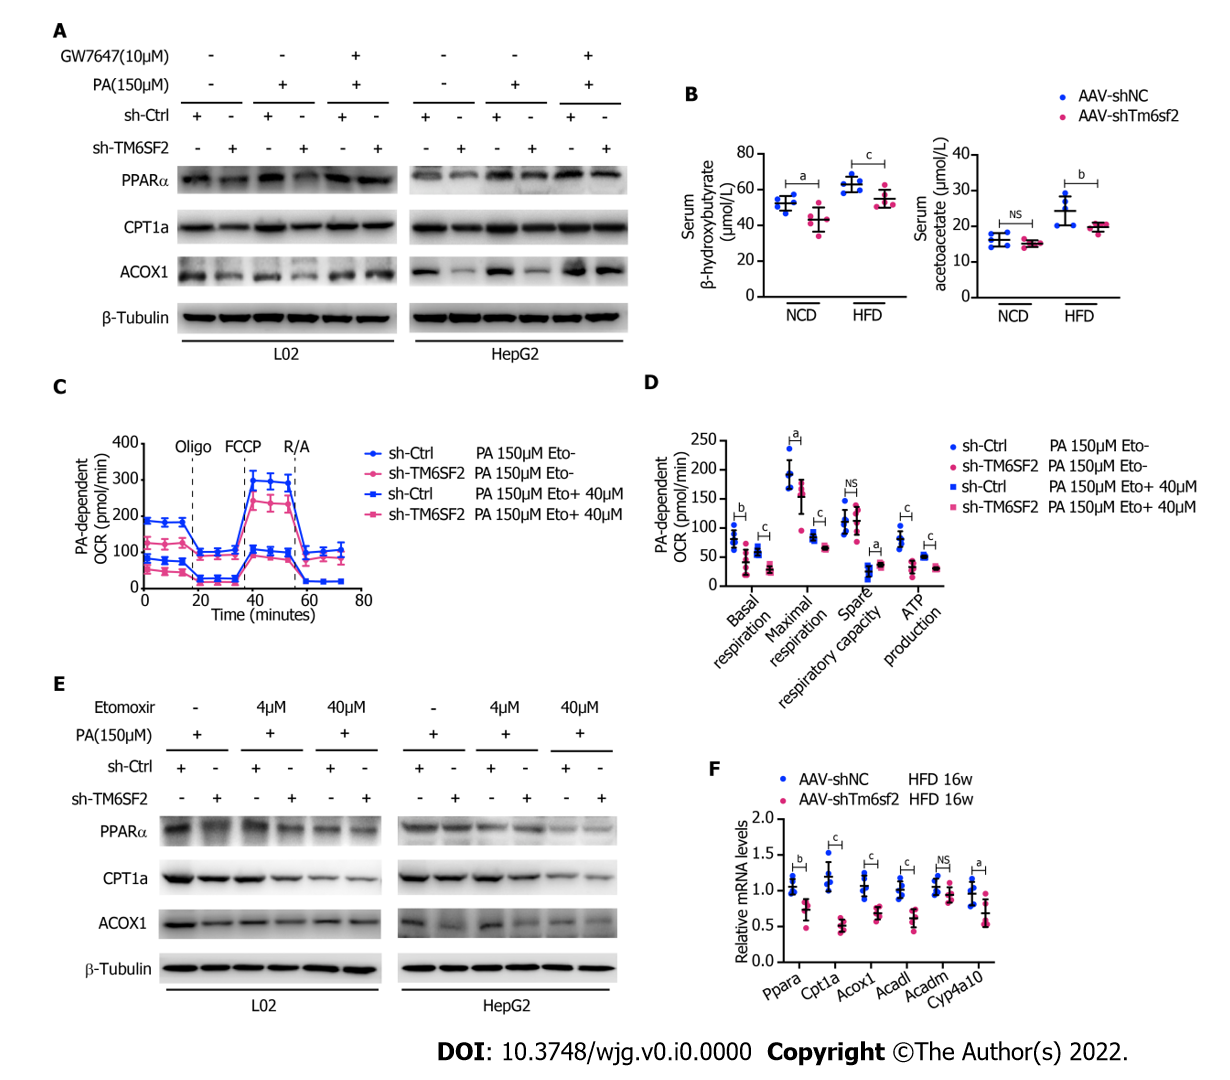 A
GW7647(10µM) - - + - - +
PA(150µM) - + + - + +
sh-Ctrl + - + - + - + - + - + -
sh-TM6SF2 - + - + - + - + - + - +
PPARα
CPT1a
ACOX1
β-Tubulin
L02 HepG2
B
AAV-shNC
AAV-shTm6sf2
Serum
β-hydroxybutyrate
(µmol/L)
80
60
40
20
0
a
c
NCD HFD
Serum
acetoacetate (µmol/L)
40
30
20
10
0
NS
b
NCD HFD
C
PA-dependent
OCR (pmol/min)
400
300
200
100
0
Oligo FCCP R/A
0 20 40 60 80
Time (minutes)
sh-Ctrl PA 150µM Eto-
sh-TM6SF2 PA 150µM Eto-
sh-Ctrl PA 150µM Eto+ 40µM
sh-TM6SF2 PA 150µM Eto+ 40µM
D
PA-dependent
OCR (pmol/min)
250
200
150
100
50
0
b c a c NS a c c
Basal
respiration
Maximal
respiration
Spare
respiratory capacity
ATP
production
sh-Ctrl PA 150µM Eto-
sh-TM6SF2 PA 150µM Eto-
sh-Ctrl PA 150µM Eto+ 40µM
sh-TM6SF2 PA 150µM Eto+ 40µM
E
Etomoxir - 4µM 40µM - 4µM 40µM
PA(150µM) + + + + + +
sh-Ctrl + - + - + - + - + - + -
sh-TM6SF2 - + - + - + - + - + - +
PPARα
CPT1a
ACOX1
β-Tubulin
L02 HepG2
F
AAV-shNC HFD 16w
AAV-shTm6sf2 HFD 16w
Relative mRNA levels
2.0
1.5
1.0
0.5
0.0
b c c c NS a
Ppara Cpt1a Acox1 Acadl Acadm Cyp4a10
DOI: 10.3748/wjg.v0.i0.0000 Copyright ©The Author(s) 2022.